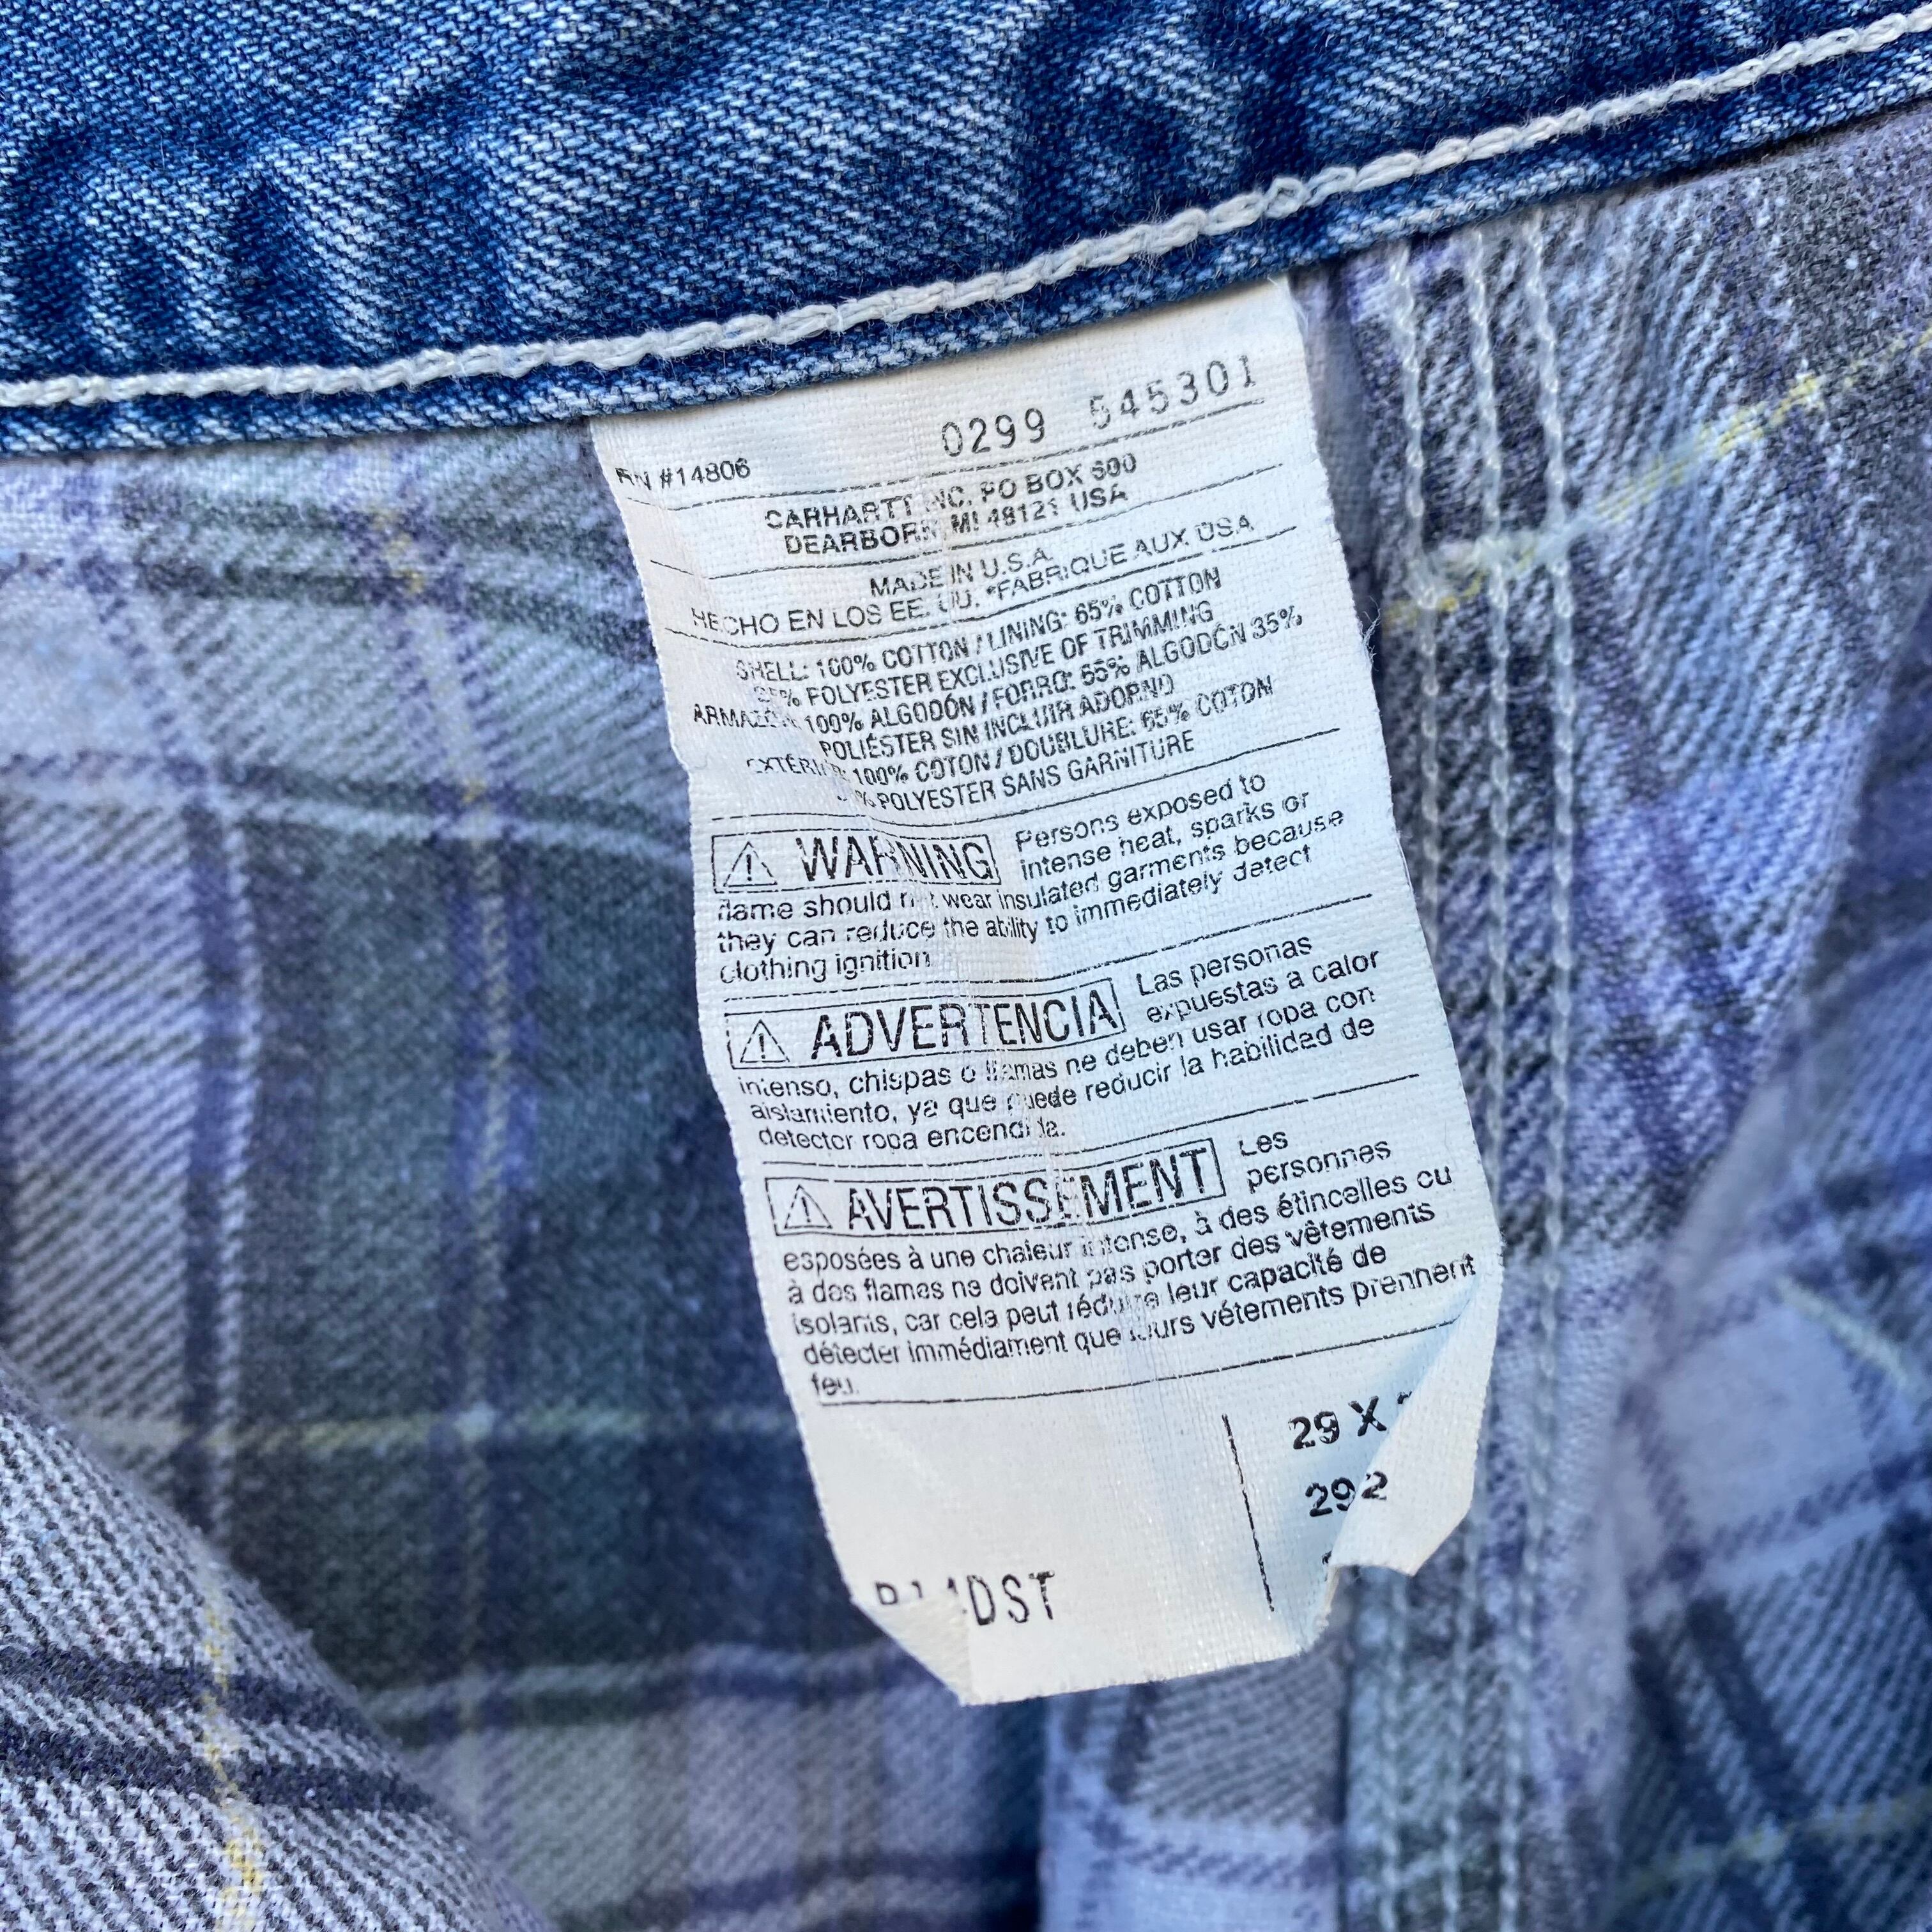 0299 545301
RN #14806
CARHARTT INC. PO BOX 600
DEARBORN, MI 48121 USA
MADE IN U.S.A.
HECHO EN LOS EE. UU. *FABRIQUE AUX USA
SHELL: 100% COTTON / LINING: 65% COTTON
35% POLYESTER EXCLUSIVE OF TRIMMING
ARMAZÓN: 100% ALGODÓN / FORRO: 65% ALGODÓN 35%
POLIÉSTER SIN INCLUIR ADORNO
EXTÉRIEUR: 100% COTON / DOUBLURE: 65% COTON
35% POLYESTER SANS GARNITURE
⚠ WARNING Persons exposed to
intense heat, sparks or
flame should not wear insulated garments because
they can reduce the ability to immediately detect
clothing ignition
⚠ ADVERTENCIA Las personas
expuestas a calor
intenso, chispas o llamas ne deben usar ropa con
aislamiento, ya que puede reducir la habilidad de
detector ropa encendida.
⚠ AVERTISSEMENT Les
personnes
esposées à une chaleur intense, à des étincelles ou
à des flames ne doivent pas porter des vêtements
isolants, car cela peut réduire leur capacité de
détecter immédiament que leurs vétements prennent
feu.
29 X
292
DST